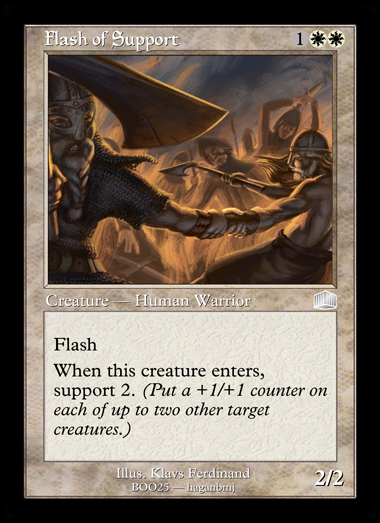 Flash of Support 1
Creature — Human Warrior
Flash
When this creature enters,
support 2. (Put a +1/+1 counter on
each of up to two other target
creatures.)
Illus. Klavs Ferdinand
BOO25 — haganbmj
2/2